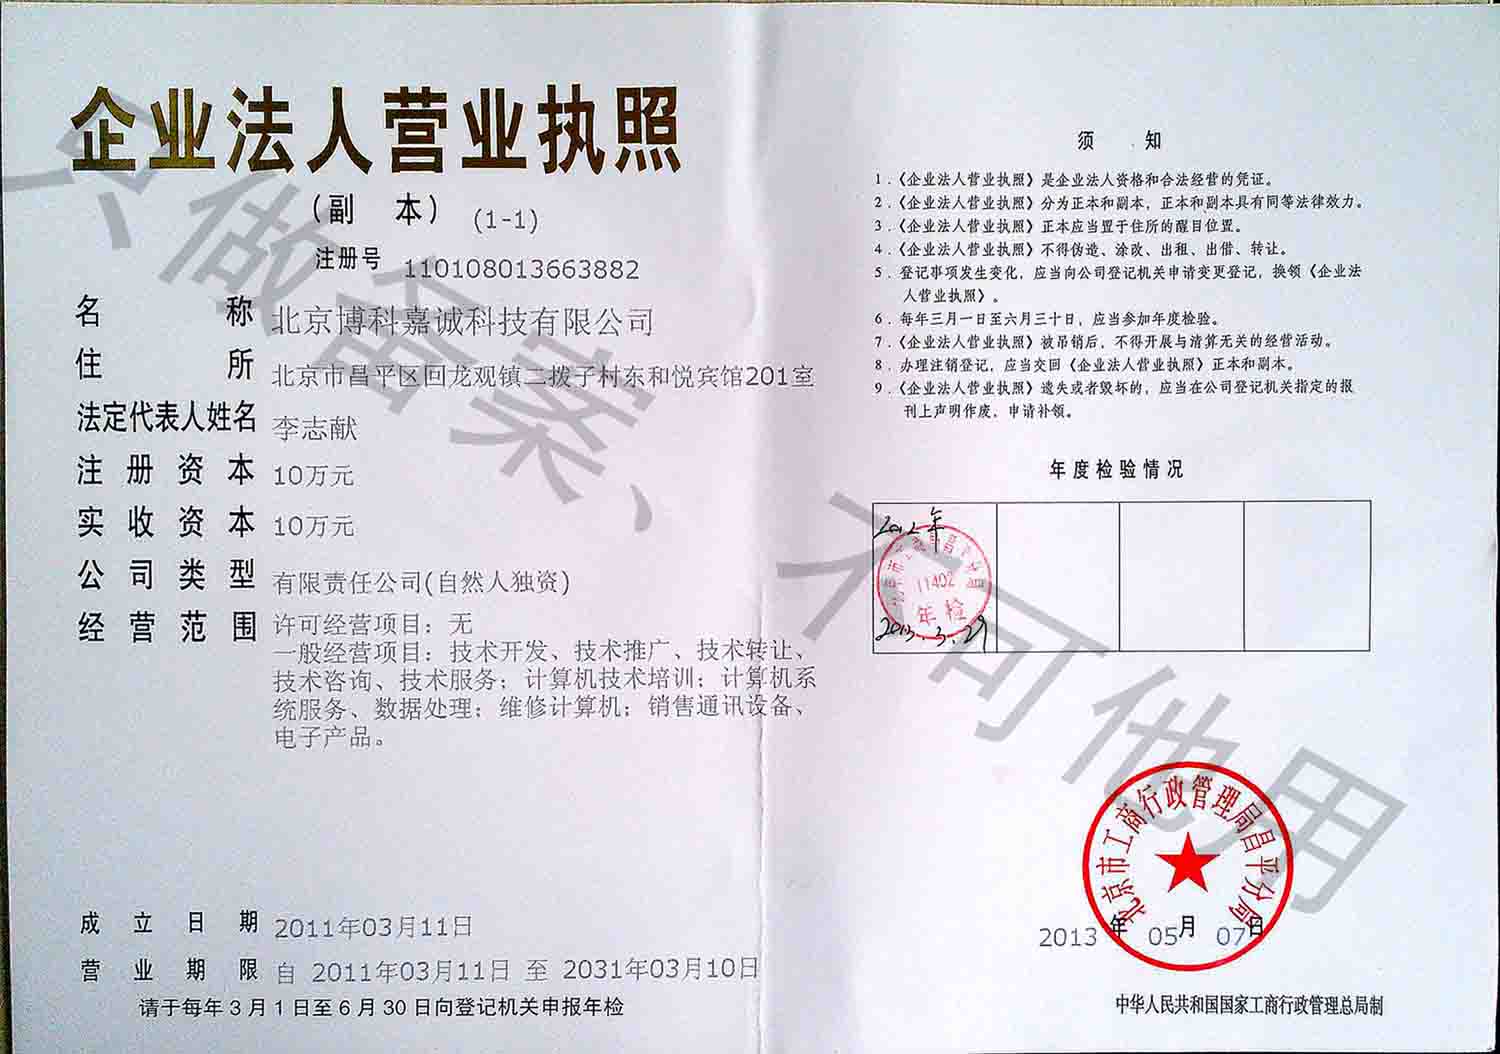 企业法人营业执照
（副 本） (1-1)
注册号 110108013663882
名称 北京博科嘉诚科技有限公司
住所 北京市昌平区回龙观镇二拨子村东和悦宾馆201室
法定代表人姓名 李志献
注册资本 10万元
实收资本 10万元
公司类型 有限责任公司(自然人独资)
经营范围 许可经营项目：无
一般经营项目：技术开发、技术推广、技术转让、
技术咨询、技术服务；计算机技术培训；计算机系
统服务、数据处理；维修计算机；销售通讯设备、
电子产品。
成立日期 2011年03月11日
营业期限 自 2011年03月11日 至 2031年03月10日
请于每年3月1日至6月30日向登记机关申报年检
须 知
1．《企业法人营业执照》是企业法人资格和合法经营的凭证。
2．《企业法人营业执照》分为正本和副本，正本和副本具有同等法律效力。
3．《企业法人营业执照》正本应当置于住所的醒目位置。
4．《企业法人营业执照》不得伪造、涂改、出租、出借、转让。
5．登记事项发生变化，应当向公司登记机关申请变更登记，换领《企业法
人营业执照》。
6．每年三月一日至六月三十日，应当参加年度检验。
7．《企业法人营业执照》被吊销后，不得开展与清算无关的经营活动。
8．办理注销登记，应当交回《企业法人营业执照》正本和副本。
9．《企业法人营业执照》遗失或者毁坏的，应当在公司登记机关指定的报
刊上声明作废，申请补领。
年度检验情况
2012年
11402
年检
2013.3.29
北京市工商行政管理局昌平分局
2013年05月07日
中华人民共和国国家工商行政管理总局制
只做备案、不可他用